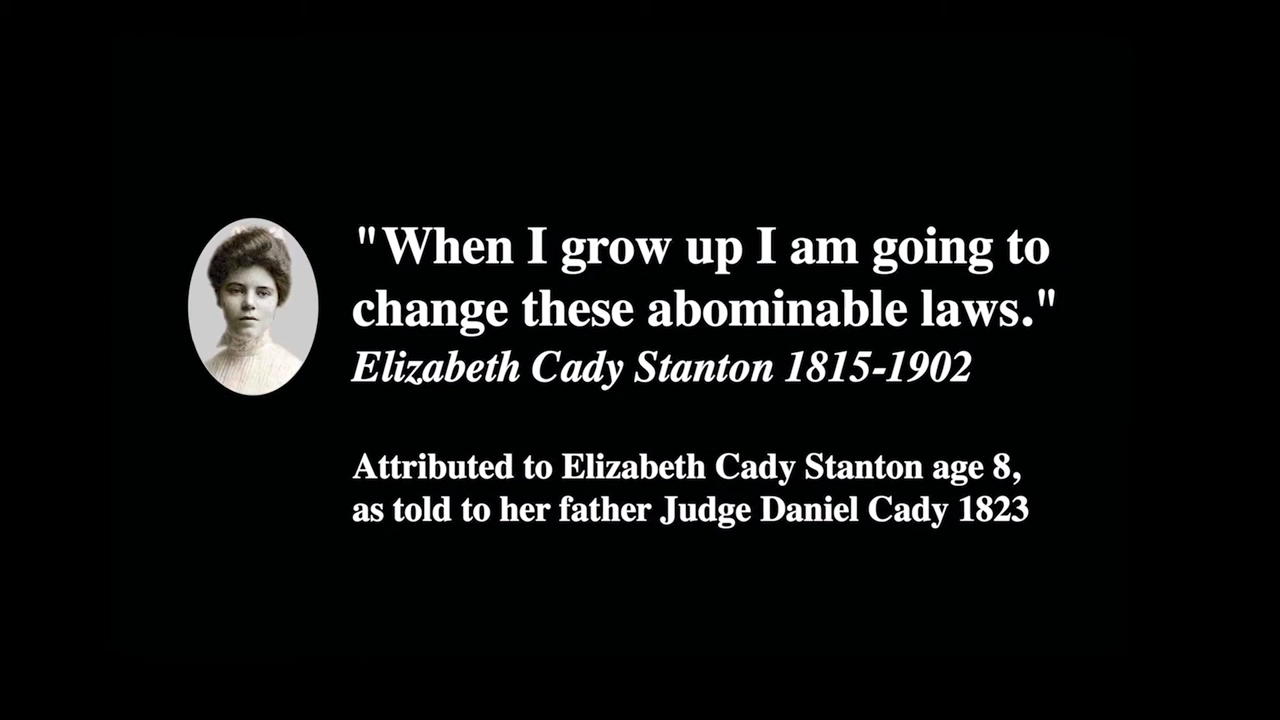 "When I grow up I am going to
change these abominable laws."
Elizabeth Cady Stanton 1815-1902
Attributed to Elizabeth Cady Stanton age 8,
as told to her father Judge Daniel Cady 1823